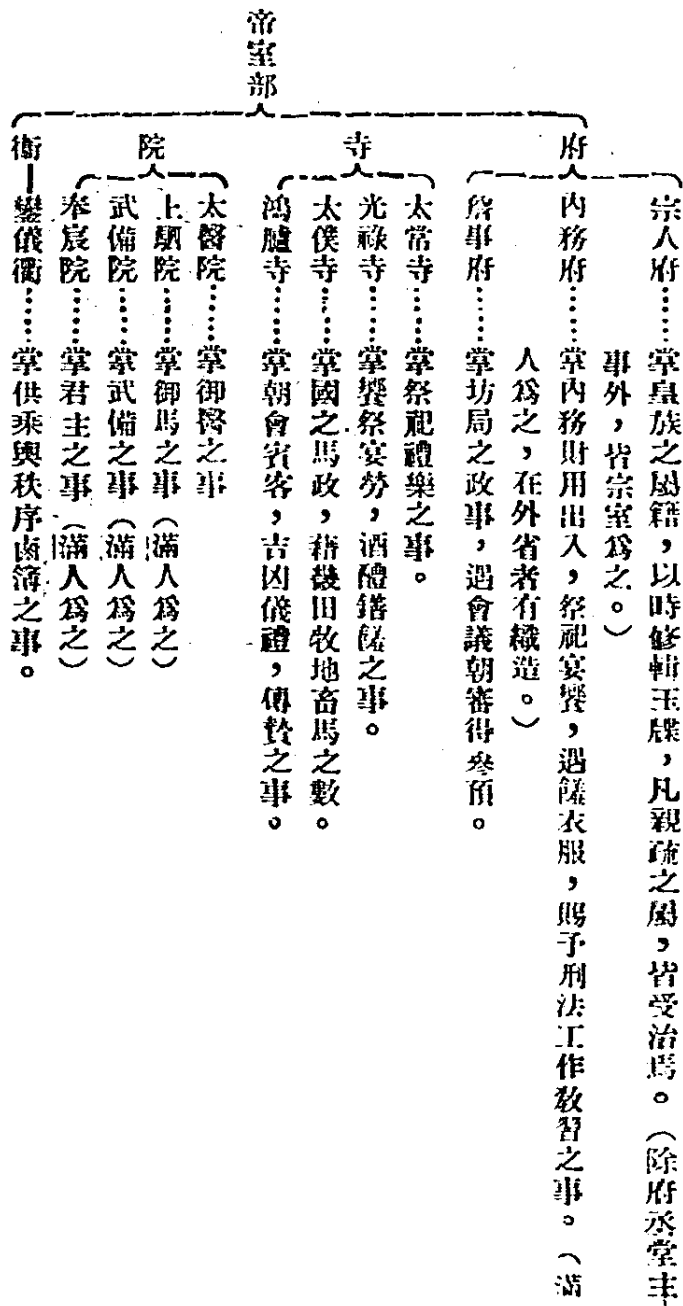 帝室部
府
宗人府……掌皇族之屬籍，以時修輯玉牒，凡親疏之屬，皆受治焉。（除府丞堂主
事外，皆宗室爲之。）
內務府……掌內務財用出入，祭祀宴饗，遇饈衣服，賜予刑法工作敎習之事。（滿
人爲之，在外省者有織造。）
詹事府……掌坊局之政事，遇會議朝審得參預。
寺
太常寺……掌祭祀禮樂之事。
光祿寺……掌饗祭宴勞，酒醴饍饈之事。
太僕寺……掌國之馬政，籍畿田牧地畜馬之數。
鴻臚寺……掌朝會賓客，吉凶儀禮，傳贊之事。
院
太醫院……掌御醫之事
上駟院……掌御馬之事（滿人爲之）
武備院……掌武備之事（滿人爲之）
奉宸院……掌君主之事（滿人爲之）
衞
鑾儀衞……掌供乘輿秩序鹵簿之事。